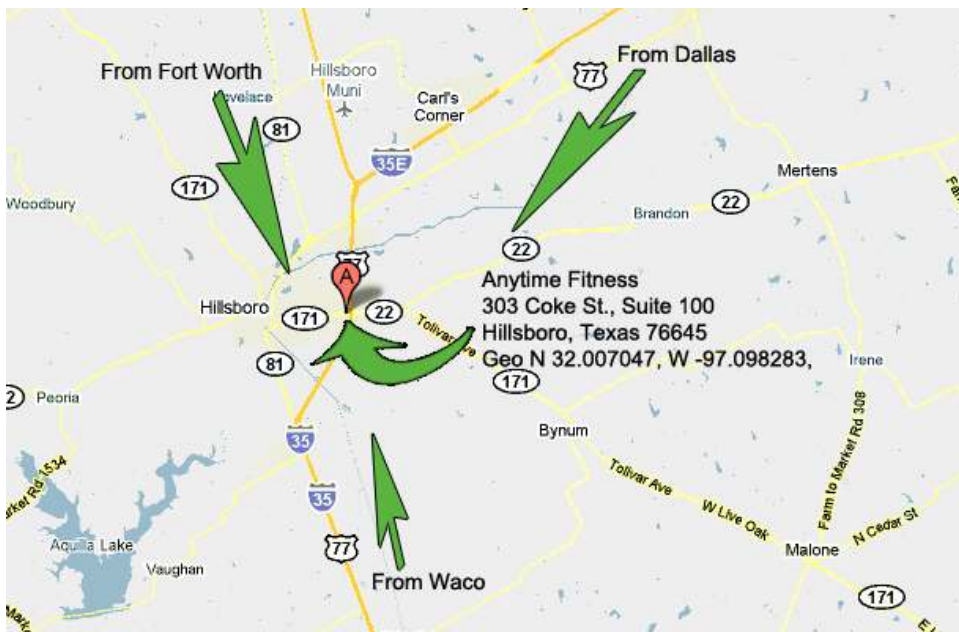 From Dallas
77
From Fort Worth
Hillsboro
Muni
Carl's
Corner
81
35E
171
Mertens
Woodbury
Brandon
22
22
77
A
Anytime Fitness
303 Coke St., Suite 100
Hillsboro, Texas 76645
Geo N 32.007047, W -97.098283,
Hillsboro
171
22
Tolivar Ave
81
171
Irene
Peoria
Bynum
35
Farm to Market Rd 308
35
Tolivar Ave
W Live Oak
N Cedar St
77
Malone
Aquilla Lake
Vaughan
From Waco
171